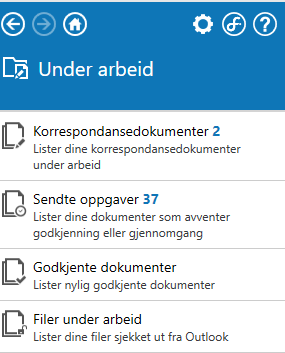 Under arbeid
Korrespondansedokumenter 2
Lister dine korrespondansedokumenter
under arbeid
Sendte oppgaver 37
Lister dine dokumenter som avventer
godkjenning eller gjennomgang
Godkjente dokumenter
Lister nylig godkjente dokumenter
Filer under arbeid
Lister dine filer sjekket ut fra Outlook